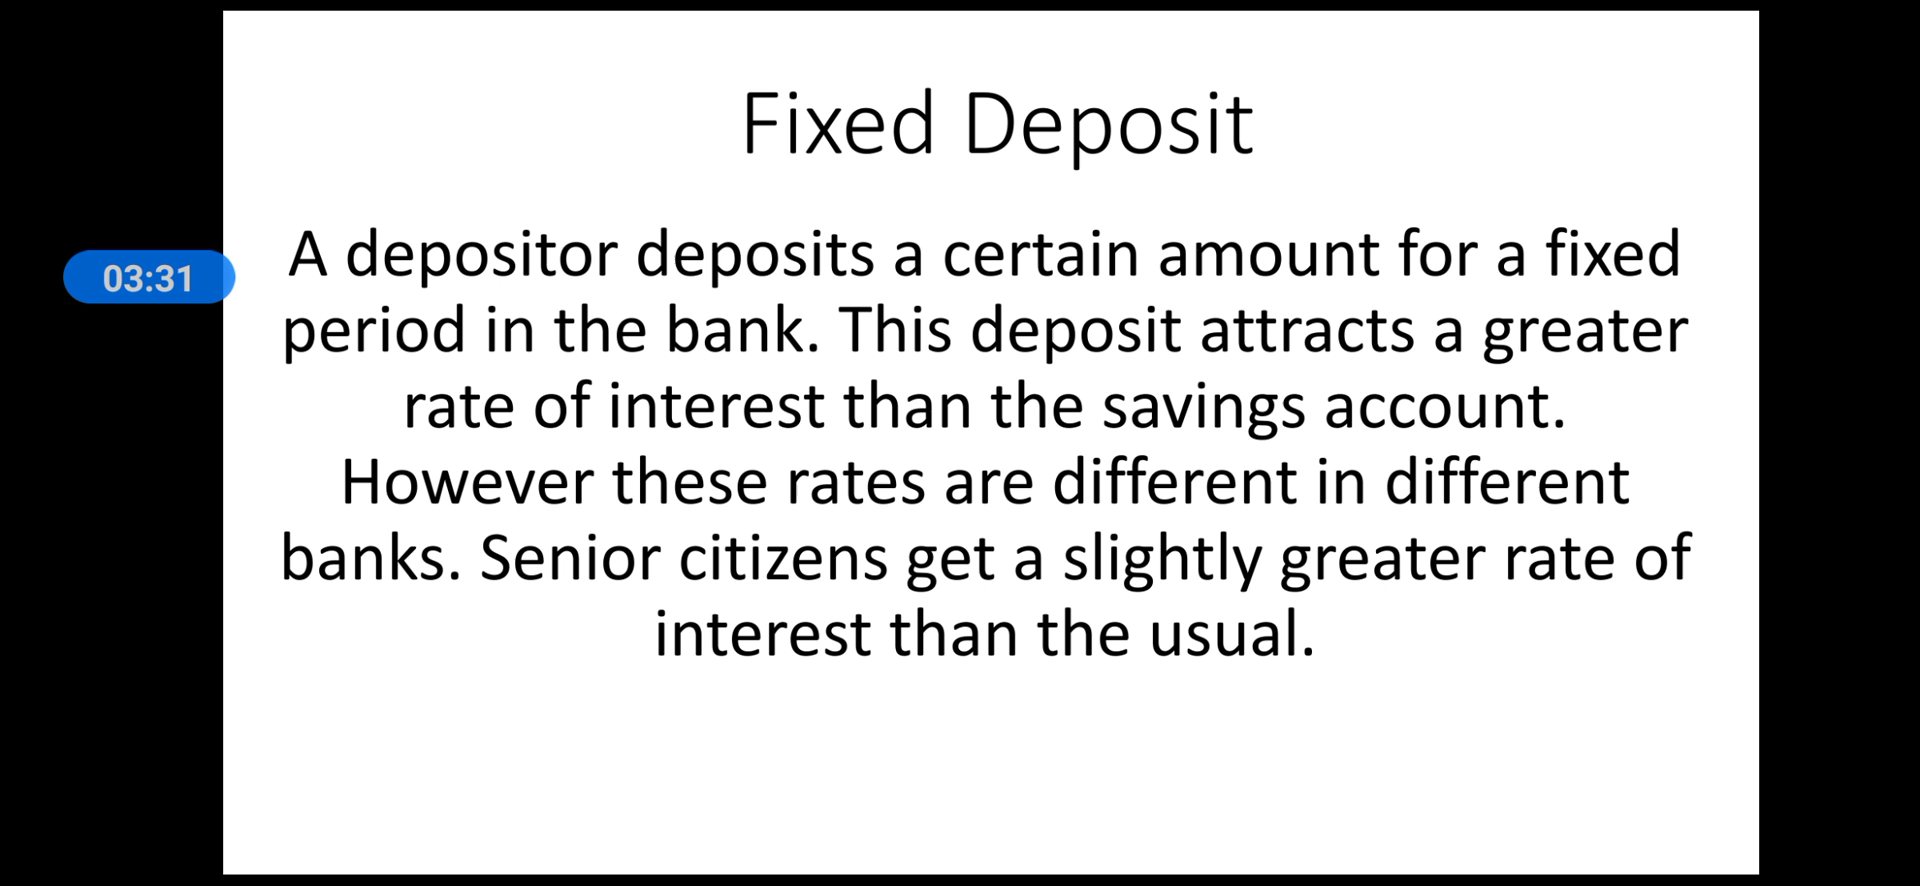 Fixed Deposit
03:31
A depositor deposits a certain amount for a fixed
period in the bank. This deposit attracts a greater
rate of interest than the savings account.
However these rates are different in different
banks. Senior citizens get a slightly greater rate of
interest than the usual.